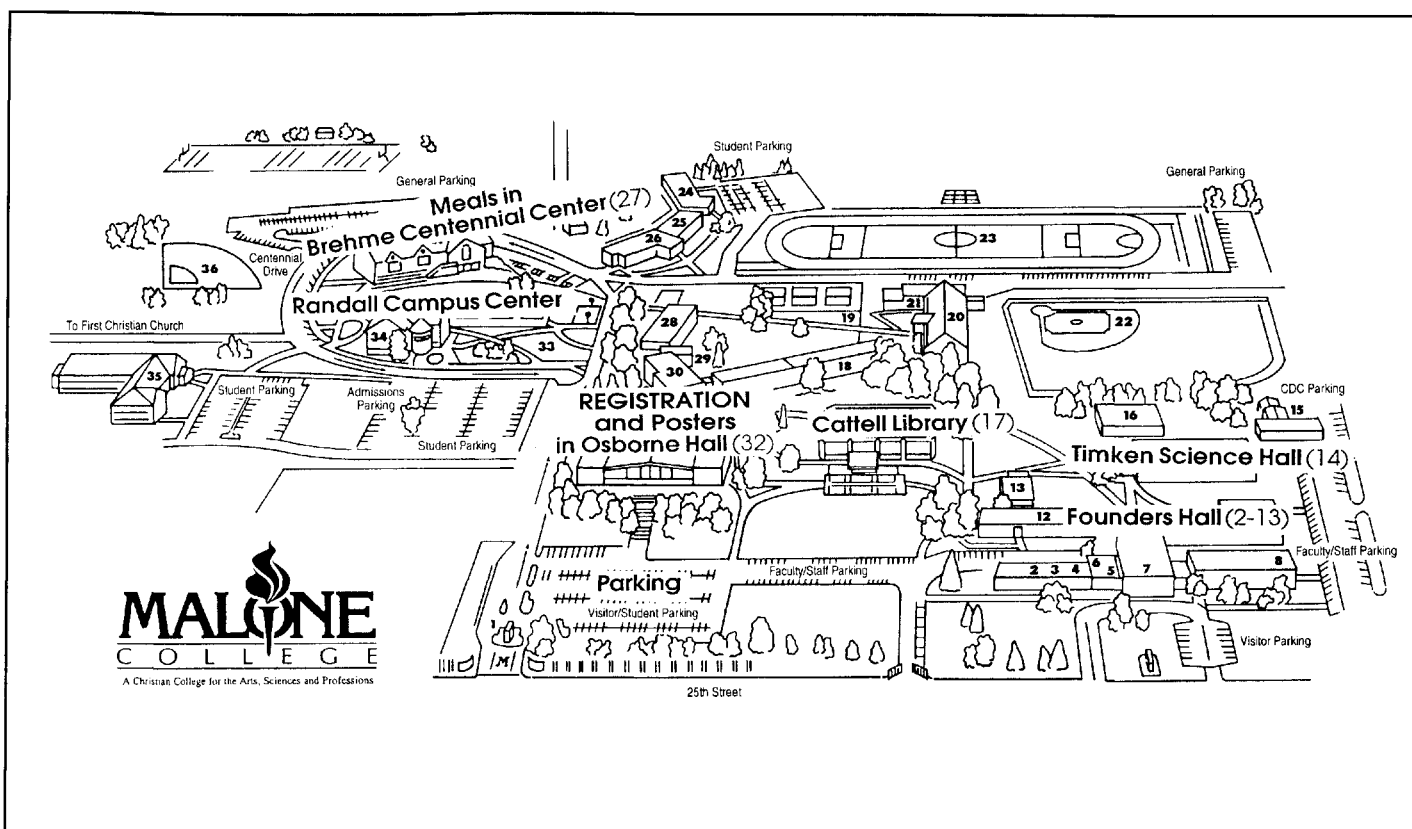 Student Parking
General Parking
General Parking
Meals in
Brehme Centennial Center (27)
24
25
26
23
36
Centennial
Drive
Randall Campus Center
To First Christian Church
34
33
28
29
30
19
21
20
18
22
35
Student Parking
Admissions
Parking
Student Parking
REGISTRATION
and Posters
in Osborne Hall (32)
Cattell Library (17)
CDC Parking
16
15
Timken Science Hall (14)
13
12
Founders Hall (2-13)
Faculty/Staff Parking
Faculty/Staff Parking
2 3 4 6 5 7 8
Parking
Visitor/Student Parking
1
M
Visitor Parking
25th Street
MALONE
COLLEGE
A Christian College for the Arts, Sciences and Professions